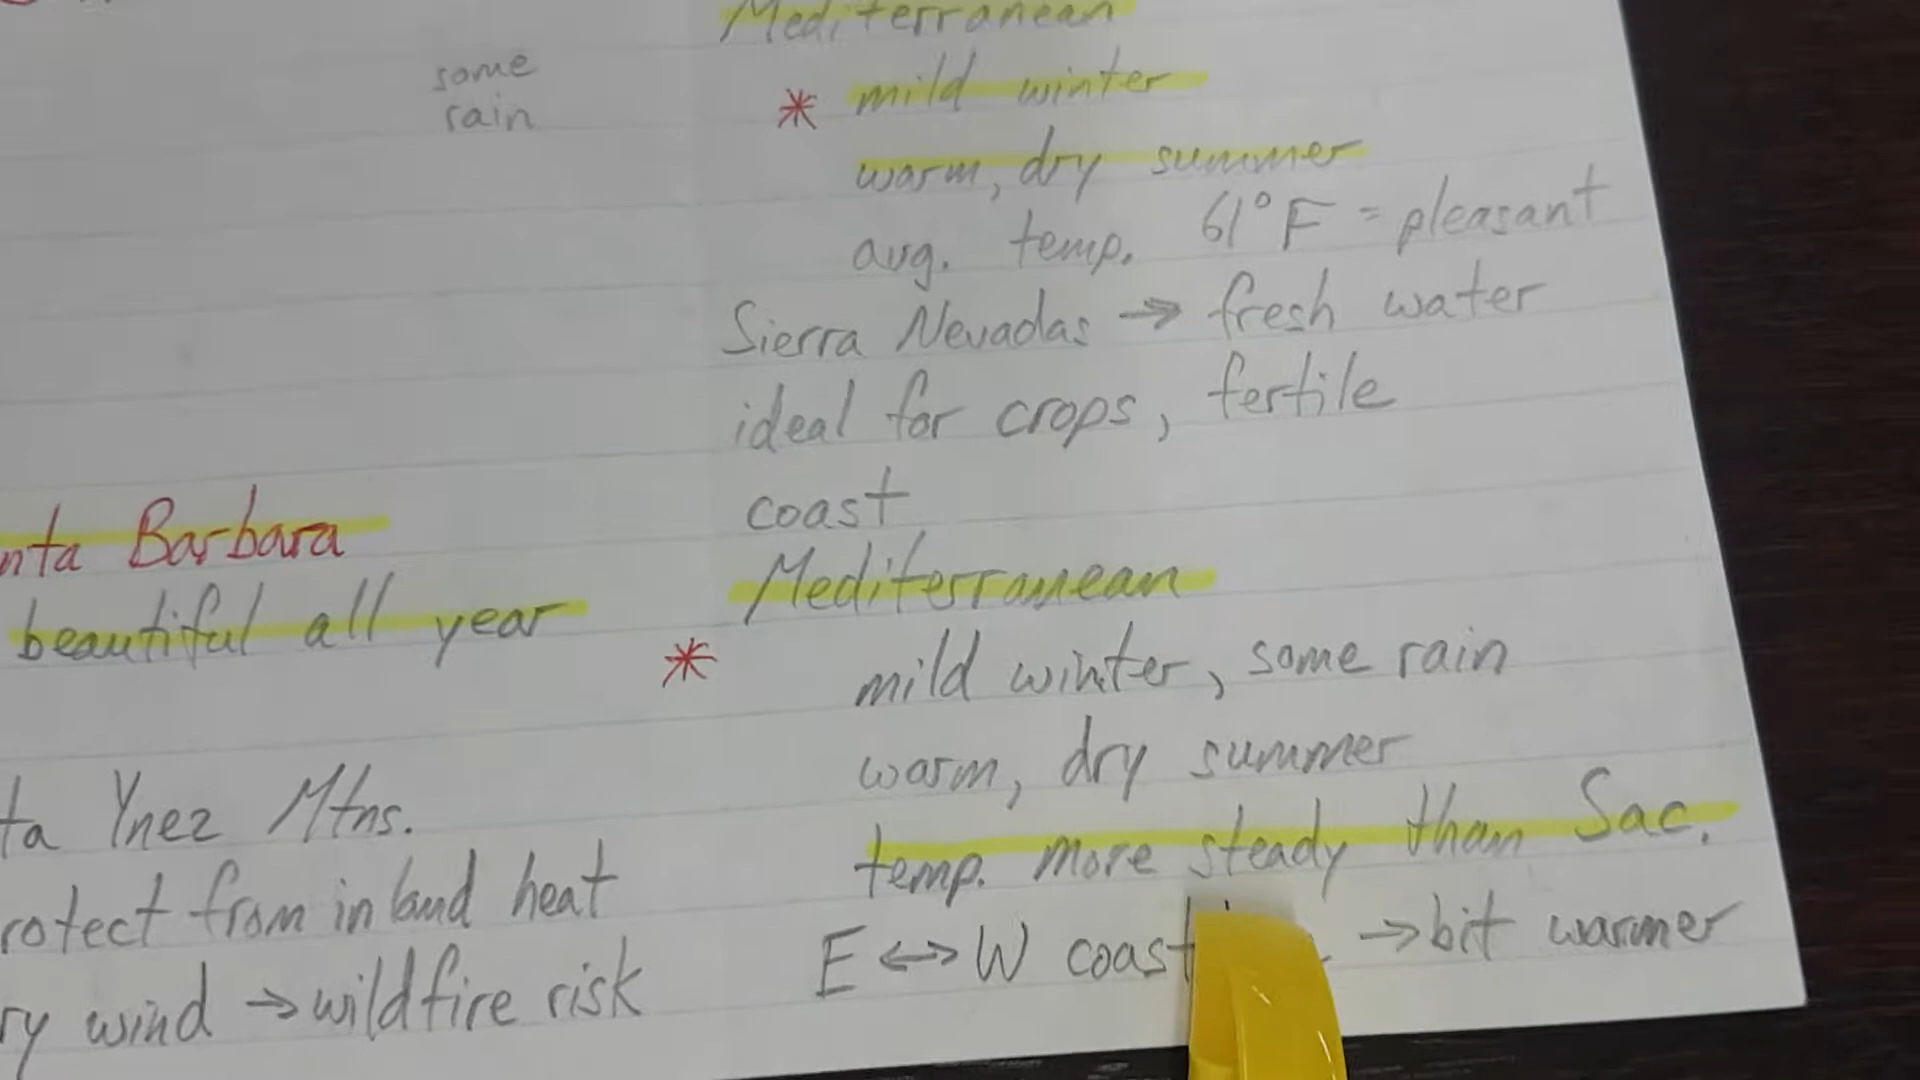 Mediterranean
some
rain
* mild winter
warm, dry summer
avg. temp. 61°F = pleasant
Sierra Nevadas → fresh water
ideal for crops, fertile
coast
nta Barbara
beautiful all year
Mediterranean
* mild winter, some rain
warm, dry summer
temp. more steady than Sac.
E ↔ W coast → bit warmer
ta Ynez Mtns.
rotect from inland heat
ry wind → wildfire risk